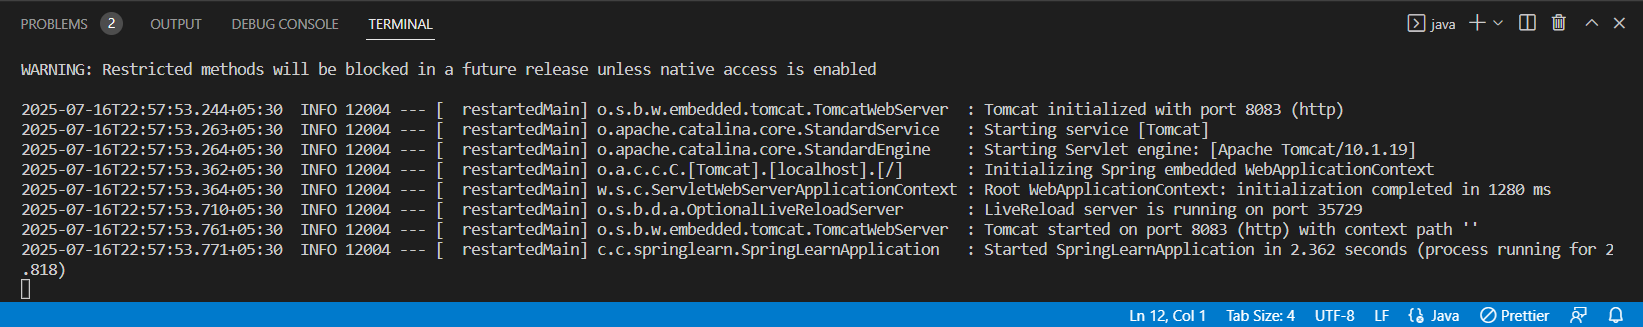 PROBLEMS 2 OUTPUT DEBUG CONSOLE TERMINAL java
WARNING: Restricted methods will be blocked in a future release unless native access is enabled
2025-07-16T22:57:53.244+05:30  INFO 12004 --- [  restartedMain] o.s.b.w.embedded.tomcat.TomcatWebServer  : Tomcat initialized with port 8083 (http)
2025-07-16T22:57:53.263+05:30  INFO 12004 --- [  restartedMain] o.apache.catalina.core.StandardService   : Starting service [Tomcat]
2025-07-16T22:57:53.264+05:30  INFO 12004 --- [  restartedMain] o.apache.catalina.core.StandardEngine    : Starting Servlet engine: [Apache Tomcat/10.1.19]
2025-07-16T22:57:53.362+05:30  INFO 12004 --- [  restartedMain] o.a.c.c.C.[Tomcat].[localhost].[/]       : Initializing Spring embedded WebApplicationContext
2025-07-16T22:57:53.364+05:30  INFO 12004 --- [  restartedMain] w.s.c.ServletWebServerApplicationContext : Root WebApplicationContext: initialization completed in 1280 ms
2025-07-16T22:57:53.710+05:30  INFO 12004 --- [  restartedMain] o.s.b.d.a.OptionalLiveReloadServer       : LiveReload server is running on port 35729
2025-07-16T22:57:53.761+05:30  INFO 12004 --- [  restartedMain] o.s.b.w.embedded.tomcat.TomcatWebServer  : Tomcat started on port 8083 (http) with context path ''
2025-07-16T22:57:53.771+05:30  INFO 12004 --- [  restartedMain] c.c.springlearn.SpringLearnApplication   : Started SpringLearnApplication in 2.362 seconds (process running for 2
.818)
Ln 12, Col 1 Tab Size: 4 UTF-8 LF Java Prettier